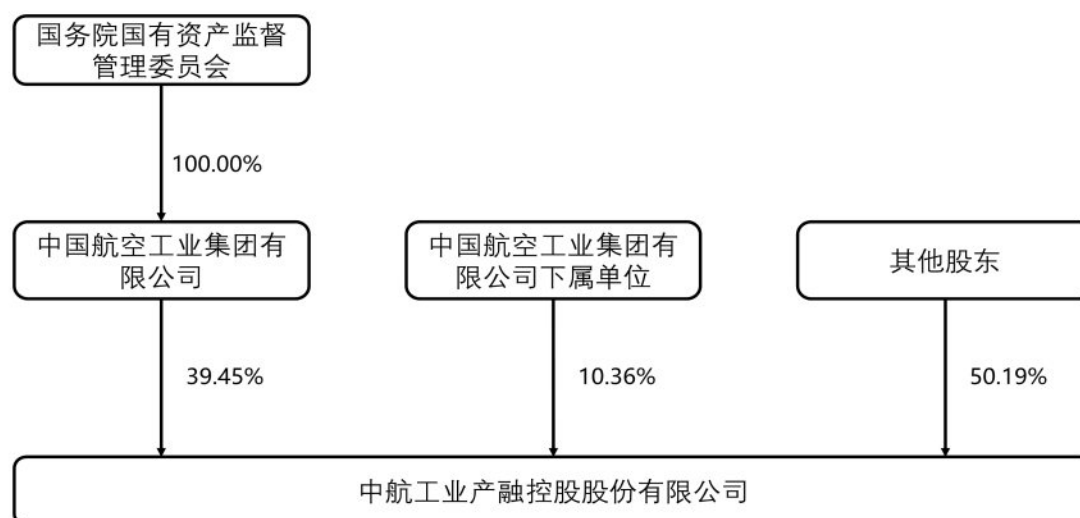 国务院国有资产监督
管理委员会
100.00%
中国航空工业集团有
限公司
中国航空工业集团有
限公司下属单位
其他股东
39.45%
10.36%
50.19%
中航工业产融控股股份有限公司